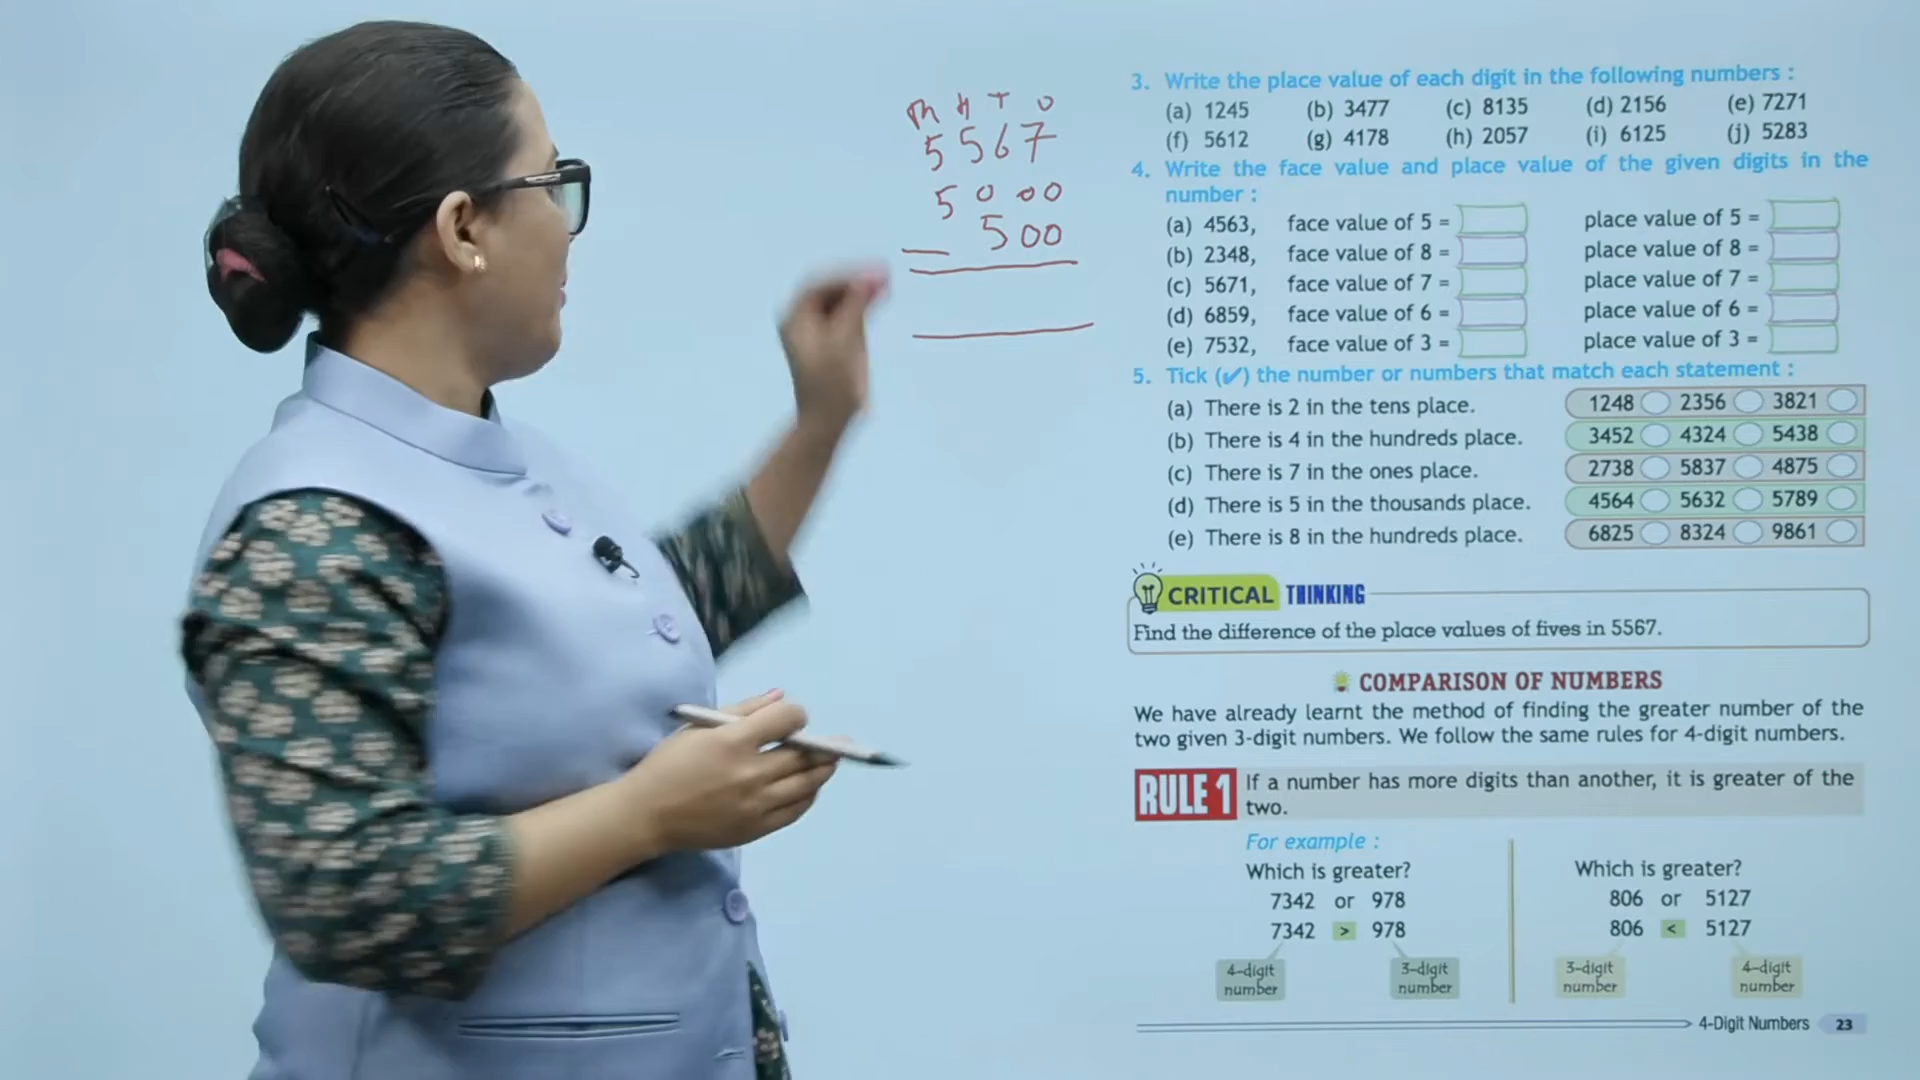 Th H T O
5 5 6 7
5 0 0 0
— 5 0 0
3. Write the place value of each digit in the following numbers :
(a) 1245 (b) 3477 (c) 8135 (d) 2156 (e) 7271
(f) 5612 (g) 4178 (h) 2057 (i) 6125 (j) 5283
4. Write the face value and place value of the given digits in the
number :
(a) 4563, face value of 5 = place value of 5 =
(b) 2348, face value of 8 = place value of 8 =
(c) 5671, face value of 7 = place value of 7 =
(d) 6859, face value of 6 = place value of 6 =
(e) 7532, face value of 3 = place value of 3 =
5. Tick (✔) the number or numbers that match each statement :
(a) There is 2 in the tens place. 1248 2356 3821
(b) There is 4 in the hundreds place. 3452 4324 5438
(c) There is 7 in the ones place. 2738 5837 4875
(d) There is 5 in the thousands place. 4564 5632 5789
(e) There is 8 in the hundreds place. 6825 8324 9861
CRITICAL THINKING
Find the difference of the place values of fives in 5567.
COMPARISON OF NUMBERS
We have already learnt the method of finding the greater number of the
two given 3-digit numbers. We follow the same rules for 4-digit numbers.
RULE 1 If a number has more digits than another, it is greater of the
two.
For example :
Which is greater?
7342 or 978
7342 > 978
4-digit number
3-digit number
Which is greater?
806 or 5127
806 < 5127
3-digit number
4-digit number
4-Digit Numbers 23